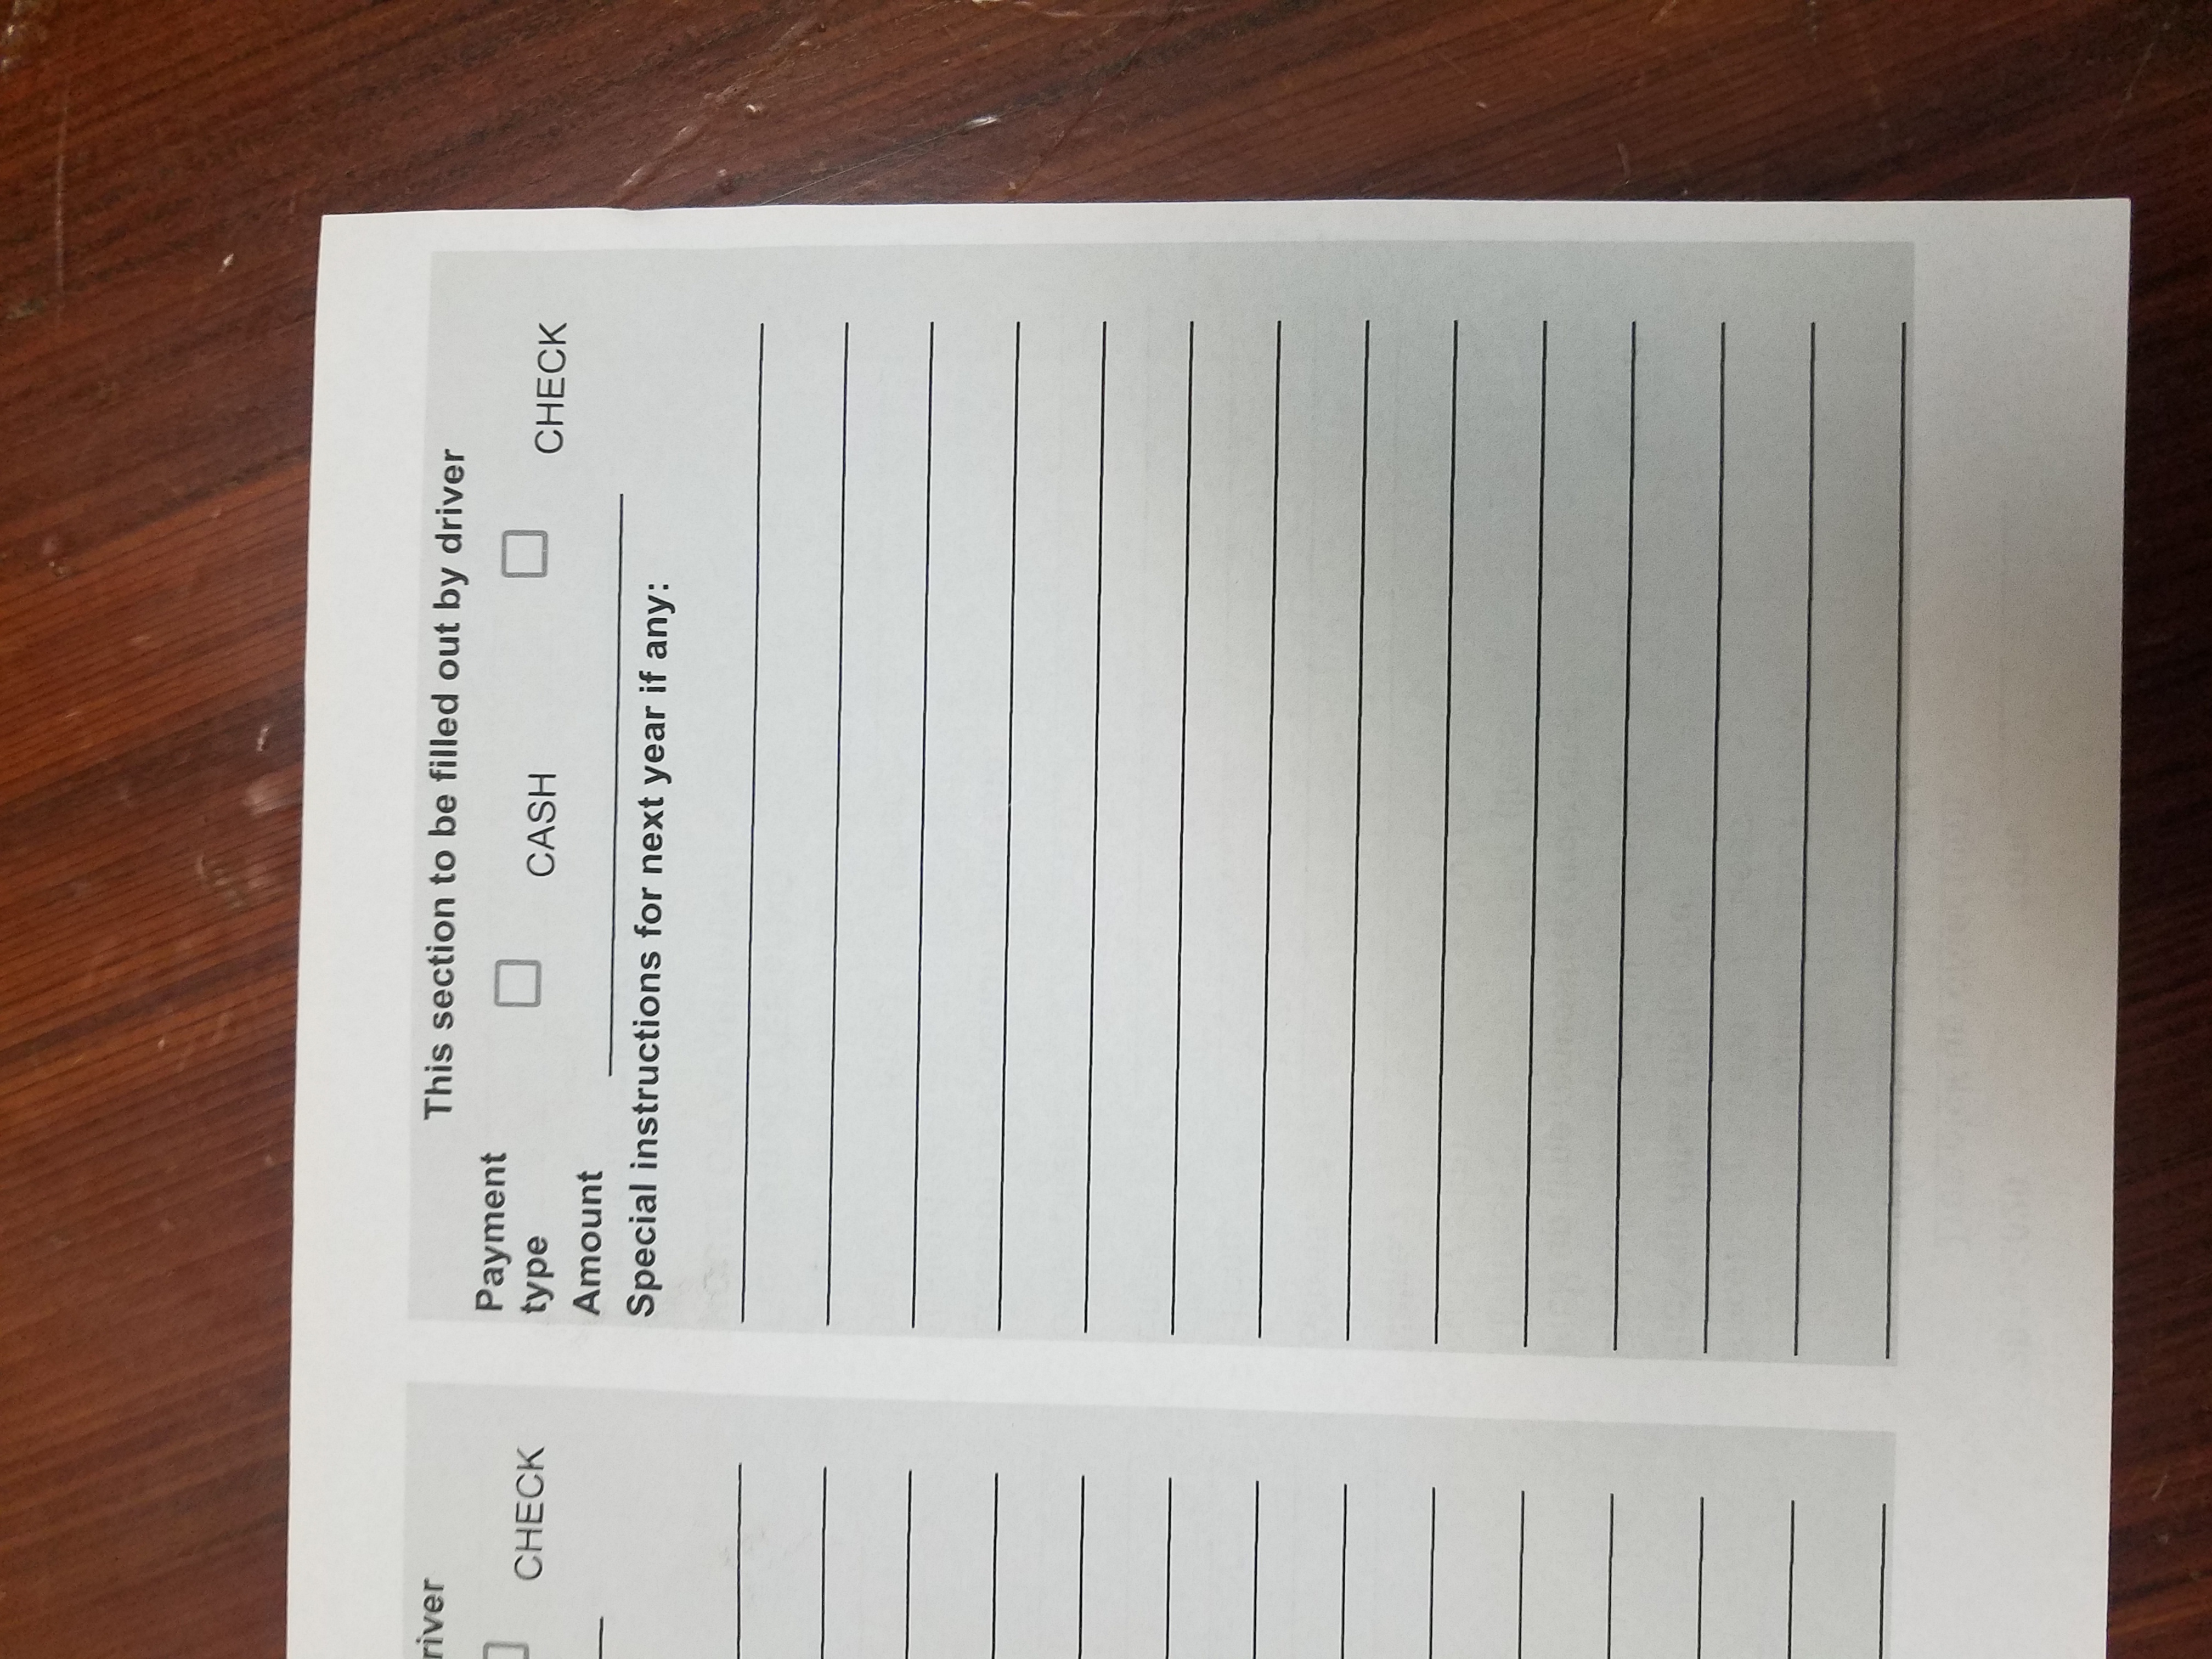 river
CHECK
This section to be filled out by driver
Payment
type
CASH
CHECK
Amount
Special instructions for next year if any: